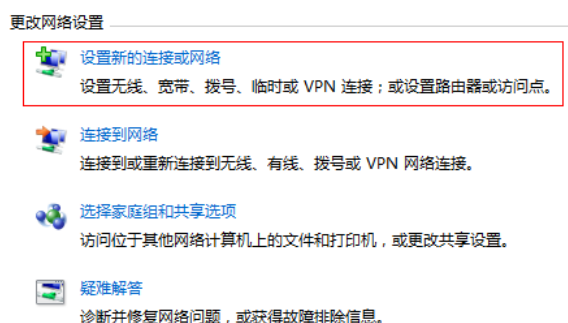 更改网络设置
设置新的连接或网络
设置无线、宽带、拨号、临时或 VPN 连接；或设置路由器或访问点。
连接到网络
连接到或重新连接到无线、有线、拨号或 VPN 网络连接。
选择家庭组和共享选项
访问位于其他网络计算机上的文件和打印机，或更改共享设置。
疑难解答
诊断并修复网络问题，或获得故障排除信息。